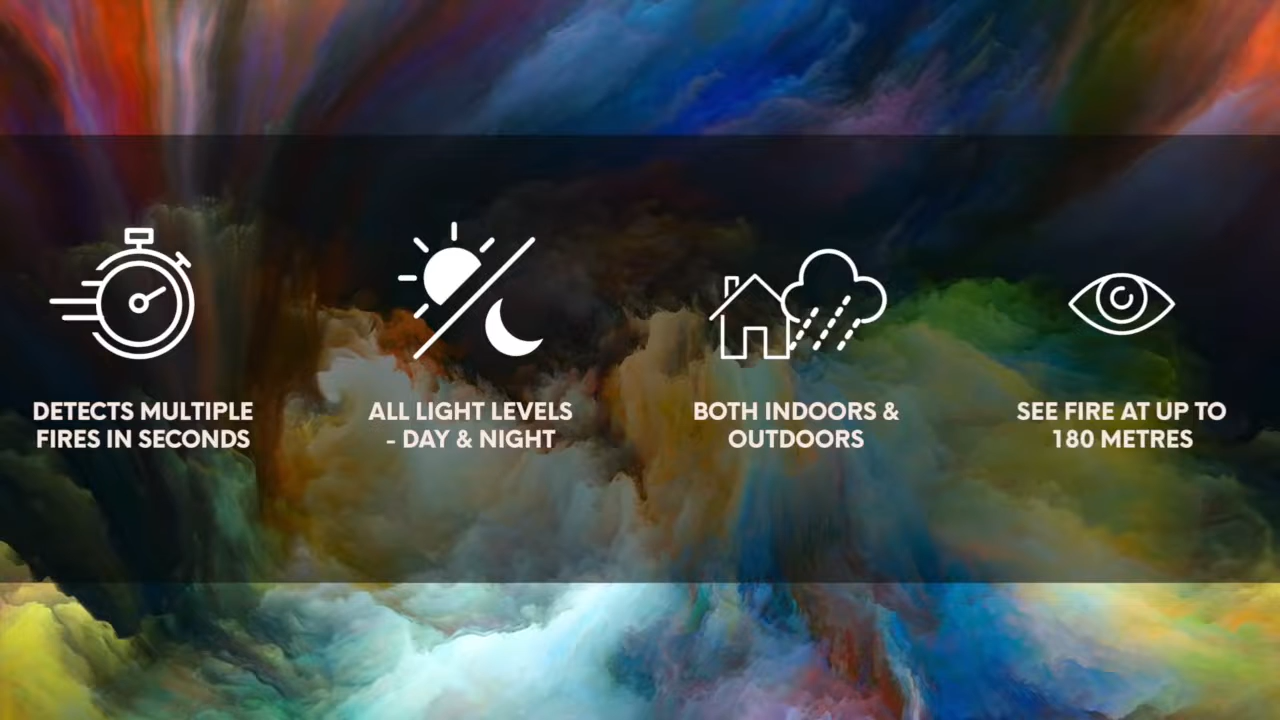 DETECTS MULTIPLE
FIRES IN SECONDS
ALL LIGHT LEVELS
- DAY & NIGHT
BOTH INDOORS &
OUTDOORS
SEE FIRE AT UP TO
180 METRES